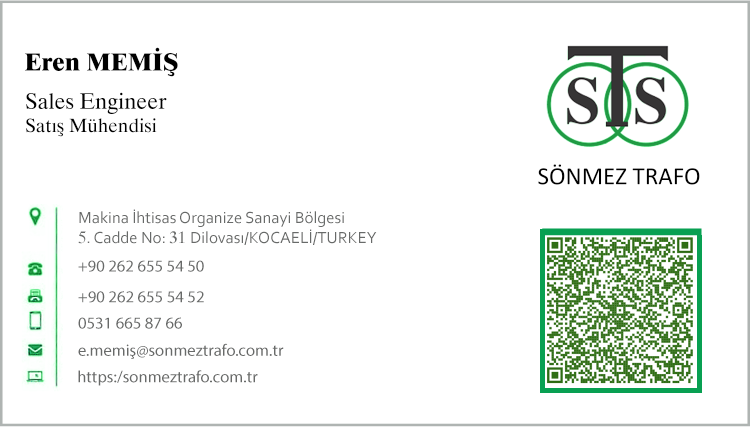 Eren MEMİŞ
Sales Engineer
Satış Mühendisi
STS
SÖNMEZ TRAFO
Makina İhtisas Organize Sanayi Bölgesi
5. Cadde No: 31 Dilovası/KOCAELİ/TURKEY
+90 262 655 54 50
+90 262 655 54 52
0531 665 87 66
e.memiş@sonmeztrafo.com.tr
https:/sonmeztrafo.com.tr